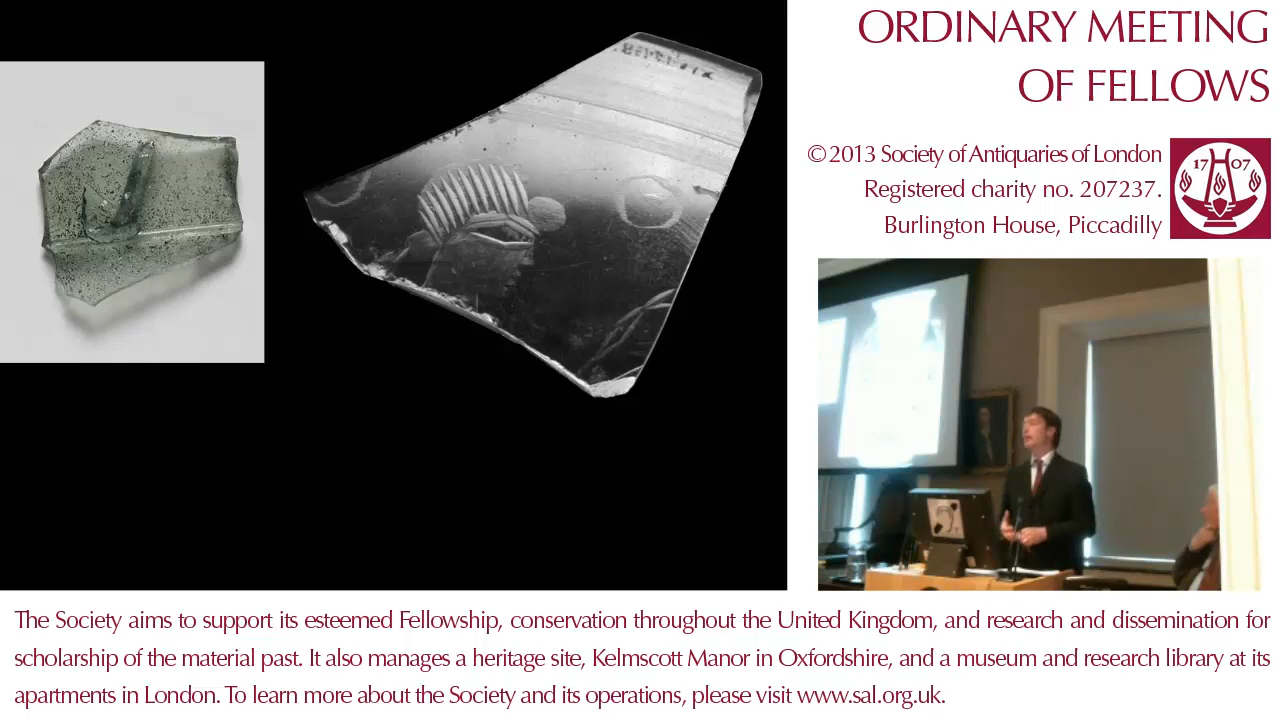 ORDINARY MEETING
OF FELLOWS
© 2013 Society of Antiquaries of London
Registered charity no. 207237.
Burlington House, Piccadilly
17 07
The Society aims to support its esteemed Fellowship, conservation throughout the United Kingdom, and research and dissemination for
scholarship of the material past. It also manages a heritage site, Kelmscott Manor in Oxfordshire, and a museum and research library at its
apartments in London. To learn more about the Society and its operations, please visit www.sal.org.uk.